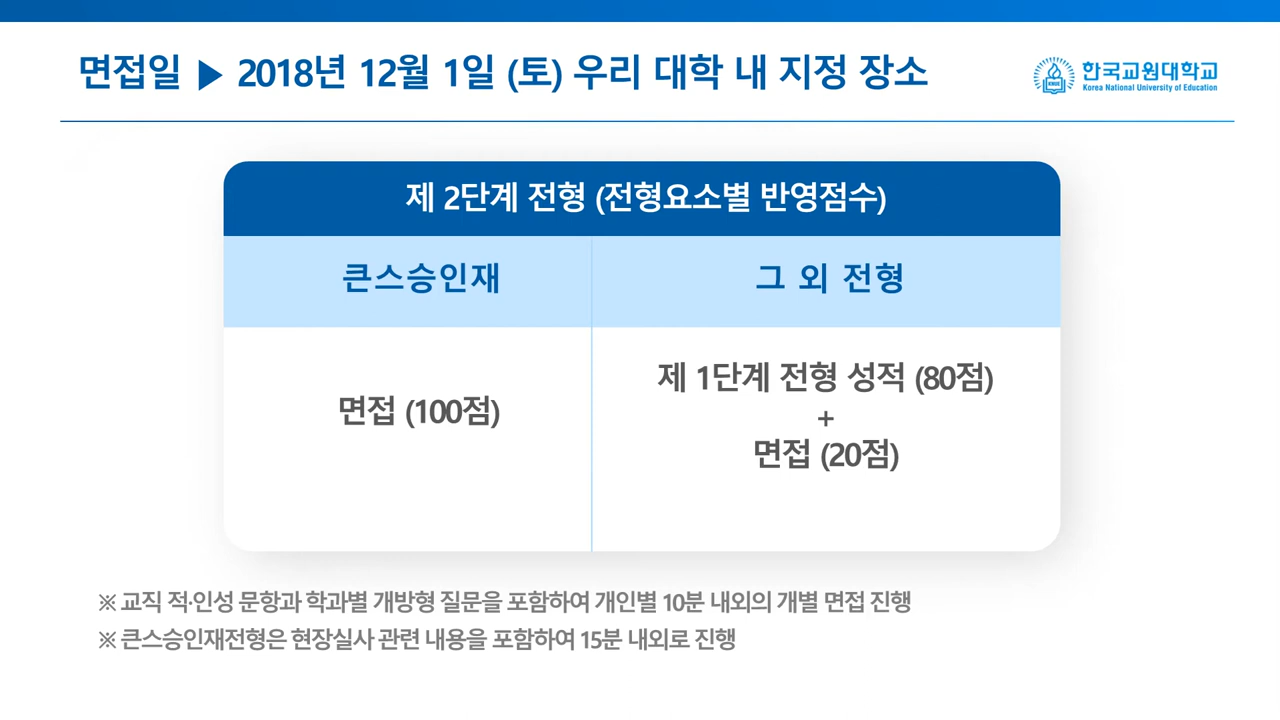 면접일 ▶ 2018년 12월 1일 (토) 우리 대학 내 지정 장소
한국교원대학교
Korea National University of Education
제 2단계 전형 (전형요소별 반영점수)
큰스승인재
그 외 전형
면접 (100점)
제 1단계 전형 성적 (80점)
+
면접 (20점)
※ 교직 적·인성 문항과 학과별 개방형 질문을 포함하여 개인별 10분 내외의 개별 면접 진행
※ 큰스승인재전형은 현장실사 관련 내용을 포함하여 15분 내외로 진행